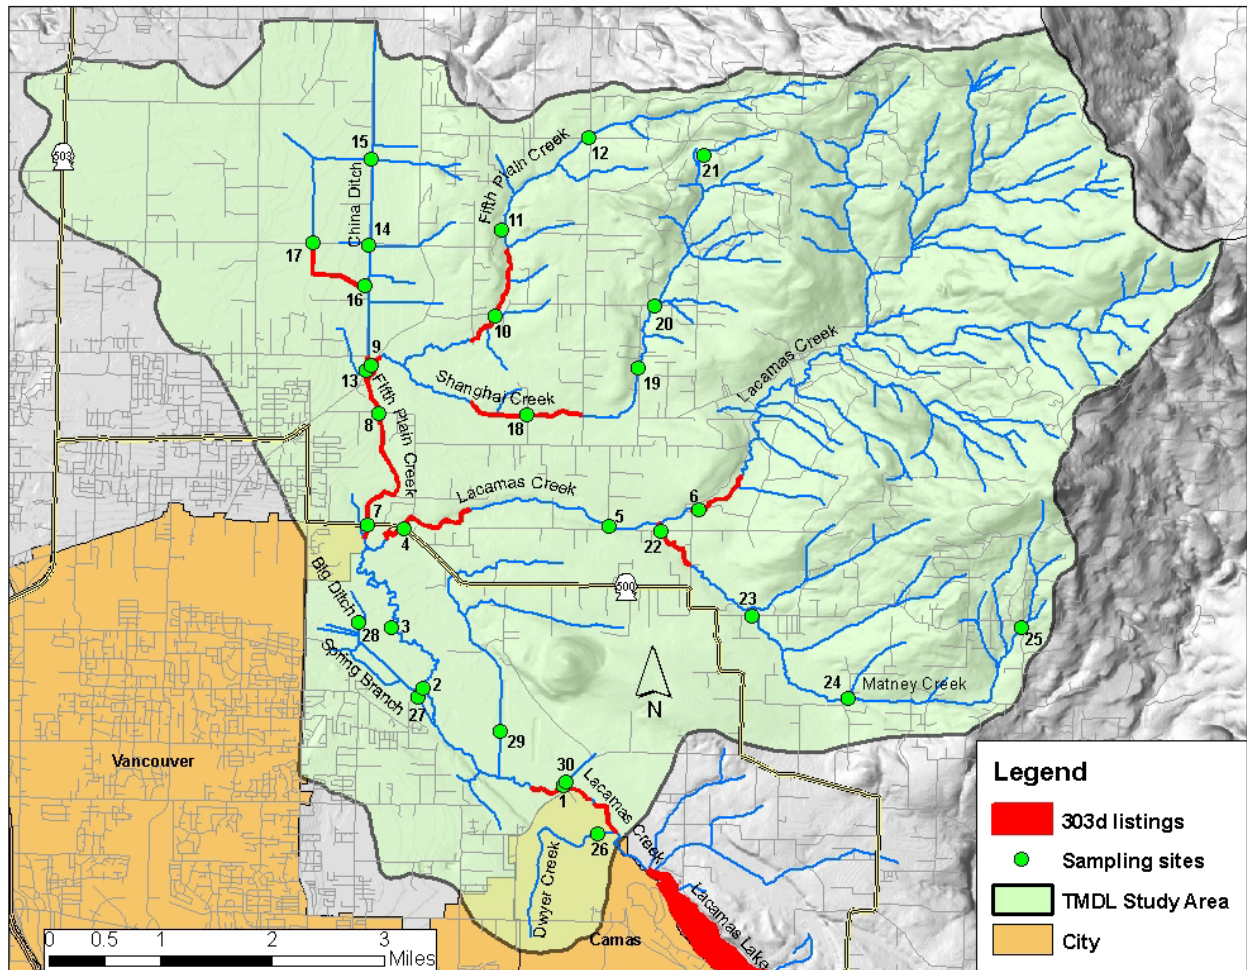 503
15
China Ditch
14
17
16
Fifth Plain Creek
12
21
11
10
20
19
9
13
Fifth Plain Creek
8
Shanghai Creek
18
Lacamas Creek
Lacamas Creek
7
4
5
6
22
500
Big Ditch
28
3
Spring Branch
2
27
23
25
24
Matney Creek
N
29
Vancouver
30
1
Lacamas Creek
26
Dwyer Creek
Camas
Lacamas Lake
0 0.5 1 2 3
Miles
Legend
303d listings
Sampling sites
TMDL Study Area
City